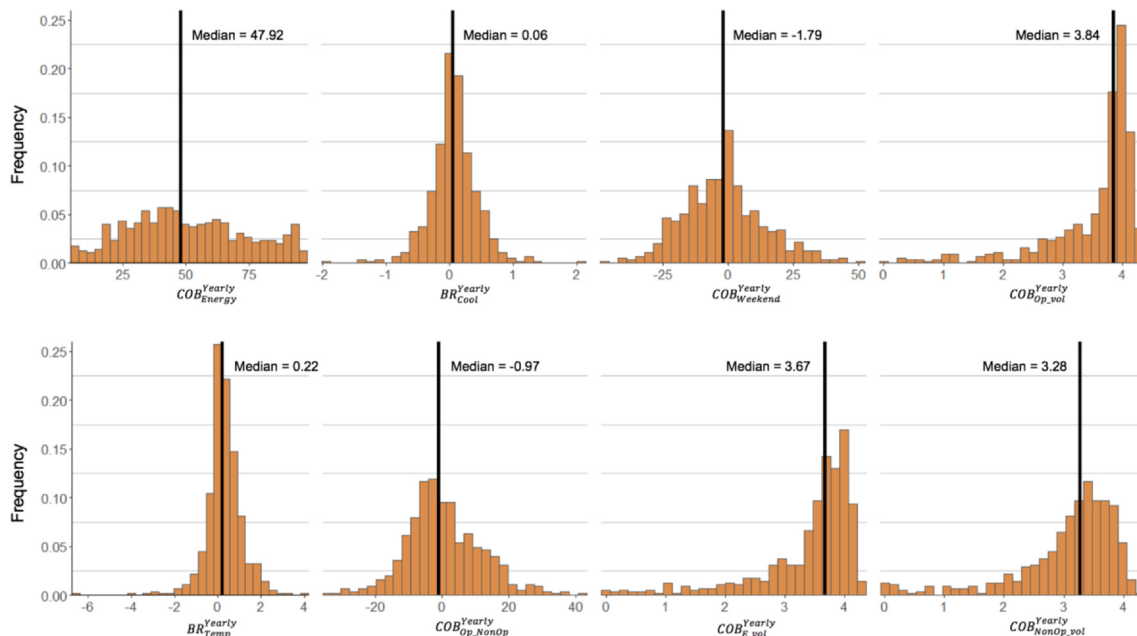 0.25
0.20
0.15
0.10
0.05
0.00
Frequency
Median = 47.92
Median = 0.06
Median = -1.79
Median = 3.84
25 50 75
-2 -1 0 1 2
-25 0 25 50
0 1 2 3 4
COB Yearly Energy
BR Yearly Cool
COB Yearly Weekend
COB Yearly Op_vol
0.25
0.20
0.15
0.10
0.05
0.00
Frequency
Median = 0.22
Median = -0.97
Median = 3.67
Median = 3.28
-6 -4 -2 0 2 4
-20 0 20 40
0 1 2 3 4
0 1 2 3 4
BR Yearly Temp
COB Yearly Op_NonOp
COB Yearly E_vol
COB Yearly NonOp_vol